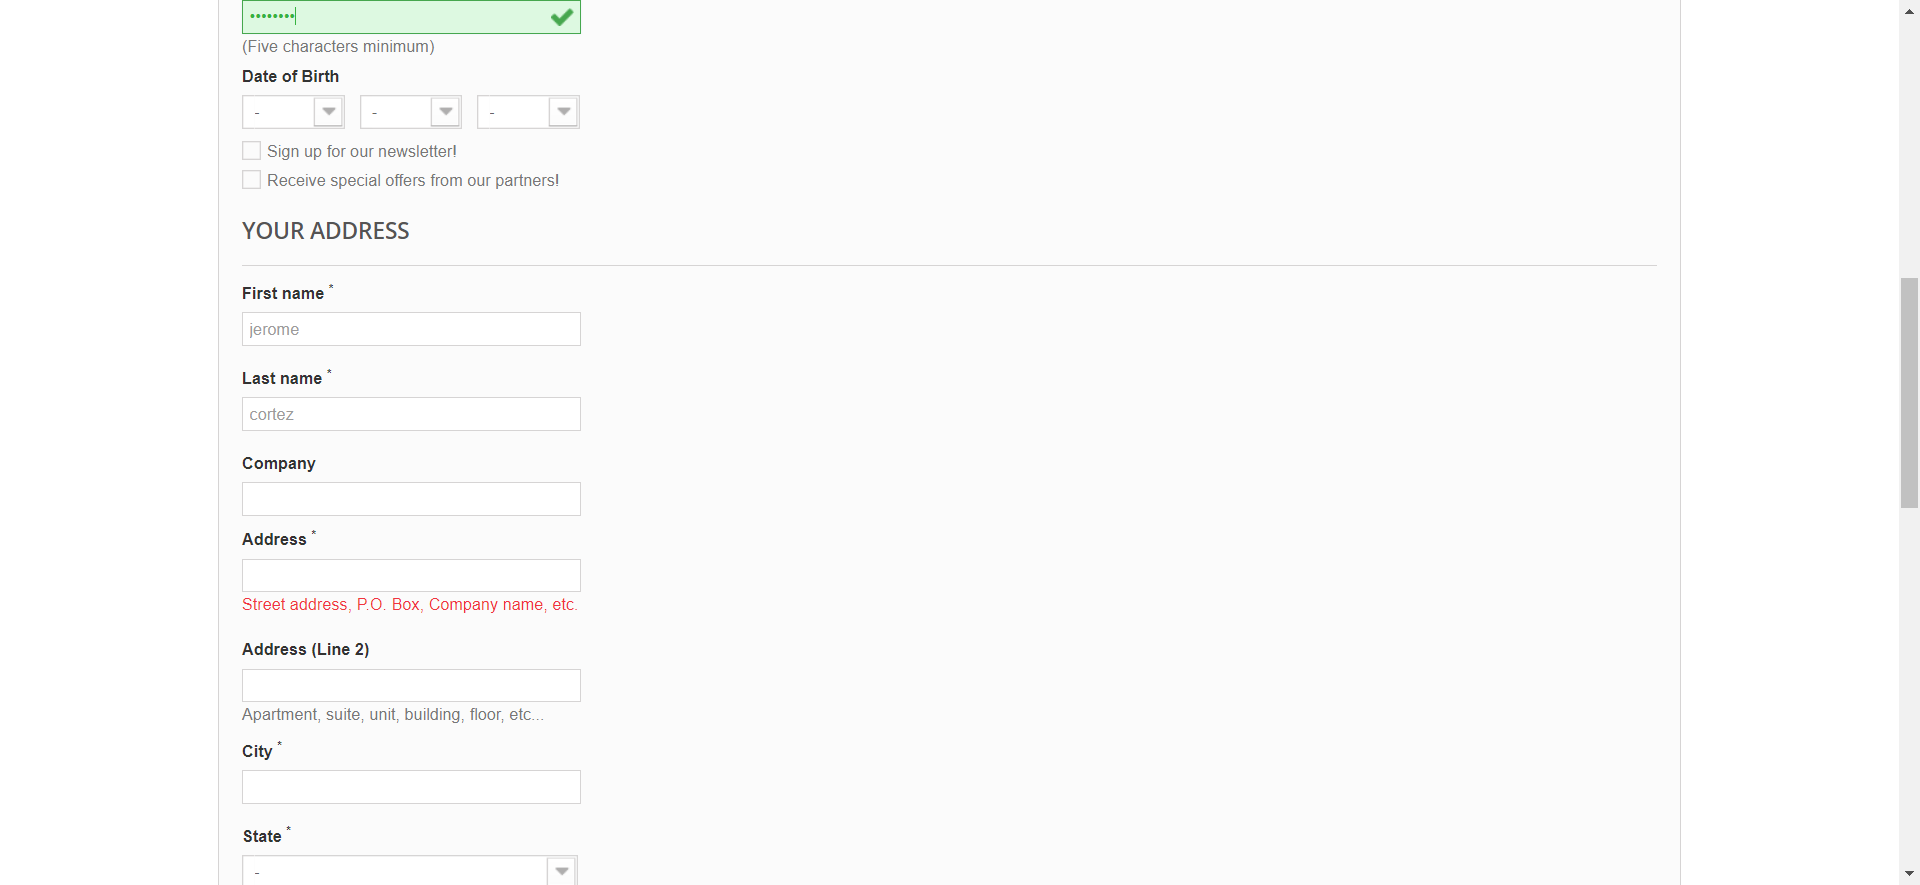 ••••••••
(Five characters minimum)
Date of Birth
- - -
Sign up for our newsletter!
Receive special offers from our partners!
YOUR ADDRESS
First name *
jerome
Last name *
cortez
Company
Address *
Street address, P.O. Box, Company name, etc.
Address (Line 2)
Apartment, suite, unit, building, floor, etc...
City *
State *
-